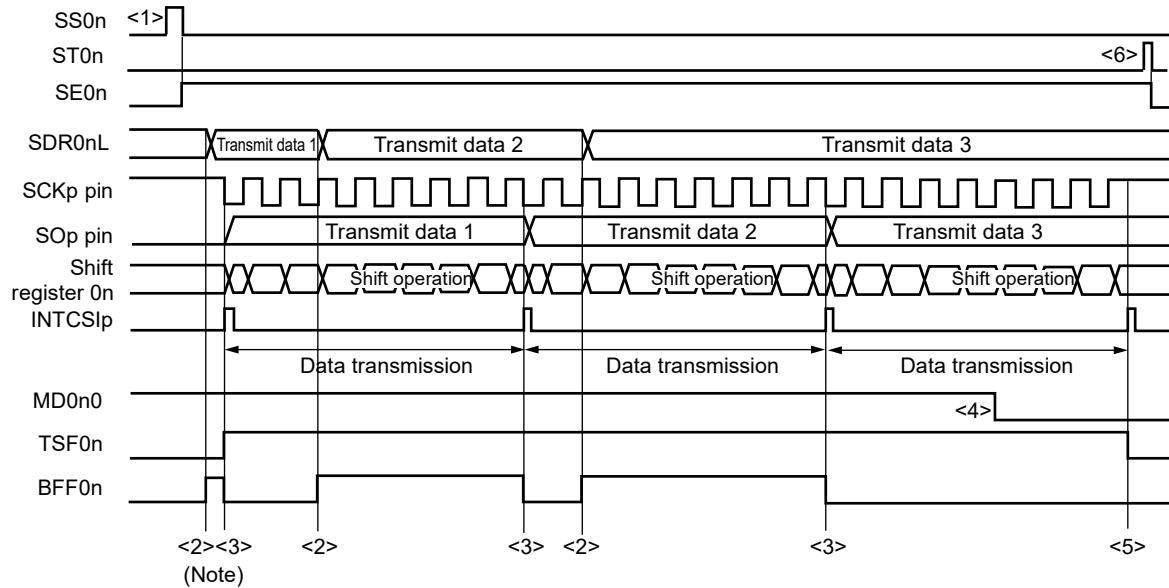 SS0n <1>
ST0n <6>
SE0n
SDR0nL Transmit data 1 Transmit data 2 Transmit data 3
SCKp pin
SOp pin Transmit data 1 Transmit data 2 Transmit data 3
Shift
register 0n Shift operation Shift operation Shift operation
INTCSIp
Data transmission Data transmission Data transmission
MD0n0 <4>
TSF0n
BFF0n
<2> <3> <2> <3> <2> <3> <5>
(Note)